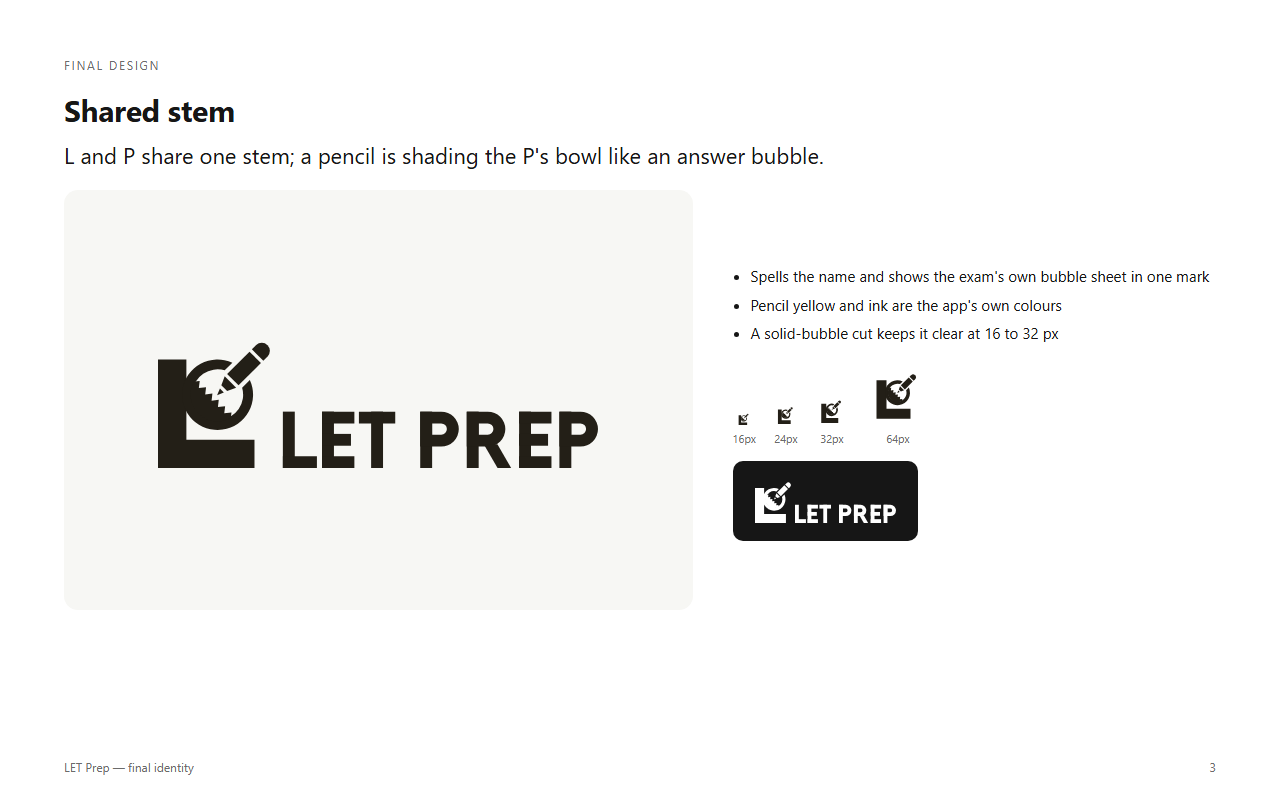 FINAL DESIGN
Shared stem
L and P share one stem; a pencil is shading the P's bowl like an answer bubble.
LET PREP
• Spells the name and shows the exam's own bubble sheet in one mark
• Pencil yellow and ink are the app's own colours
• A solid-bubble cut keeps it clear at 16 to 32 px
16px 24px 32px 64px
LET PREP
LET Prep — final identity
3